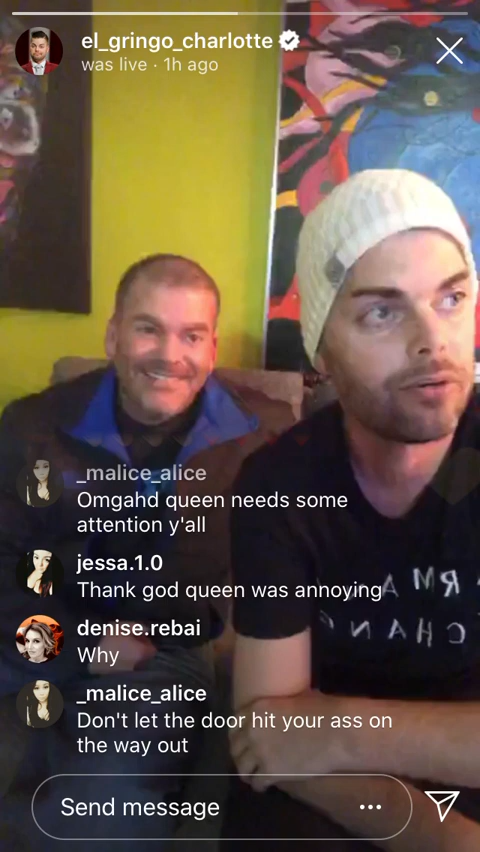 el_gringo_charlotte
was live · 1h ago
_malice_alice
Omgahd queen needs some
attention y'all
jessa.1.0
Thank god queen was annoying
denise.rebai
Why
_malice_alice
Don't let the door hit your ass on
the way out
Send message